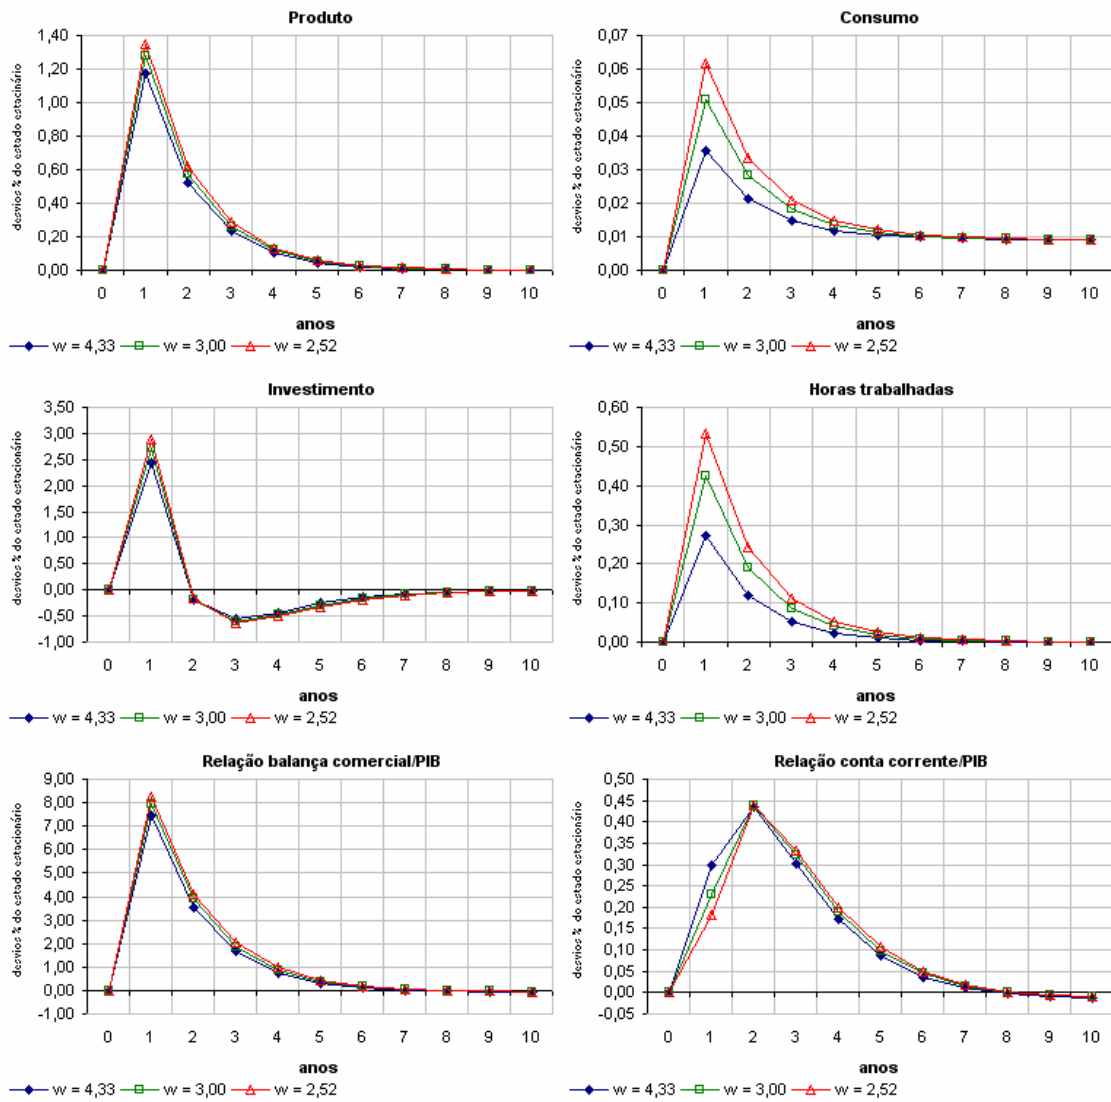 Produto
desvios % do estado estacinário
1,40
1,20
1,00
0,80
0,60
0,40
0,20
0,00
0 1 2 3 4 5 6 7 8 9 10
anos
w = 4,33 w = 3,00 w = 2,52
Consumo
desvios % do estado estacionário
0,07
0,06
0,05
0,04
0,03
0,02
0,01
0,00
0 1 2 3 4 5 6 7 8 9 10
anos
w = 4,33 w = 3,00 w = 2,52
Investimento
desvios % do estado estacionário
3,50
3,00
2,50
2,00
1,50
1,00
0,50
0,00
-0,50
-1,00
0 1 2 3 4 5 6 7 8 9 10
anos
w = 4,33 w = 3,00 w = 2,52
Horas trabalhadas
desvios % do estado estacionário
0,60
0,50
0,40
0,30
0,20
0,10
0,00
0 1 2 3 4 5 6 7 8 9 10
anos
w = 4,33 w = 3,00 w = 2,52
Relação balança comercial/PIB
desvios % do estado estacionário
9,00
8,00
7,00
6,00
5,00
4,00
3,00
2,00
1,00
0,00
-1,00
0 1 2 3 4 5 6 7 8 9 10
anos
w = 4,33 w = 3,00 w = 2,52
Relação conta corrente/PIB
desvios % do estado estacionário
0,50
0,45
0,40
0,35
0,30
0,25
0,20
0,15
0,10
0,05
0,00
-0,05
0 1 2 3 4 5 6 7 8 9 10
anos
w = 4,33 w = 3,00 w = 2,52